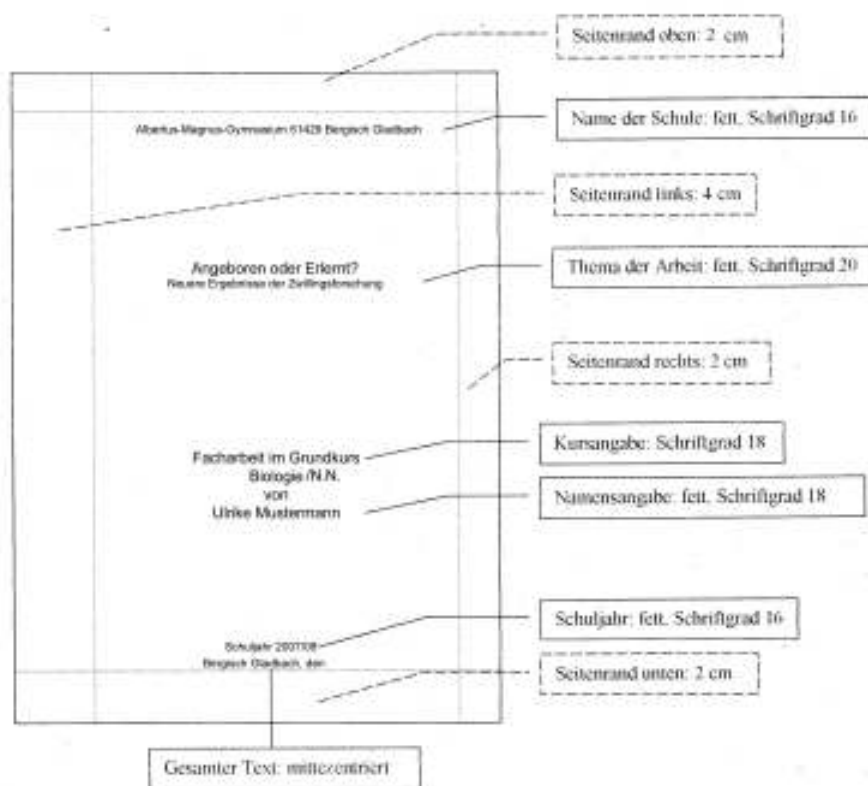 Seitenrand oben: 2 cm
Albertus-Magnus-Gymnasium 51429 Bergisch Gladbach
Name der Schule: fett, Schriftgrad 16
Seitenrand links: 4 cm
Angeboren oder Erlernt?
Neuere Ergebnisse der Zwillingsforschung
Thema der Arbeit: fett, Schriftgrad 20
Seitenrand rechts: 2 cm
Facharbeit im Grundkurs
Biologie /N.N.
von
Ulrike Mustermann
Kursangabe: Schriftgrad 18
Namensangabe: fett, Schriftgrad 18
Schuljahr 2007/08
Bergisch Gladbach, den
Schuljahr: fett, Schriftgrad 16
Seitenrand unten: 2 cm
Gesamter Text: mittezentriert